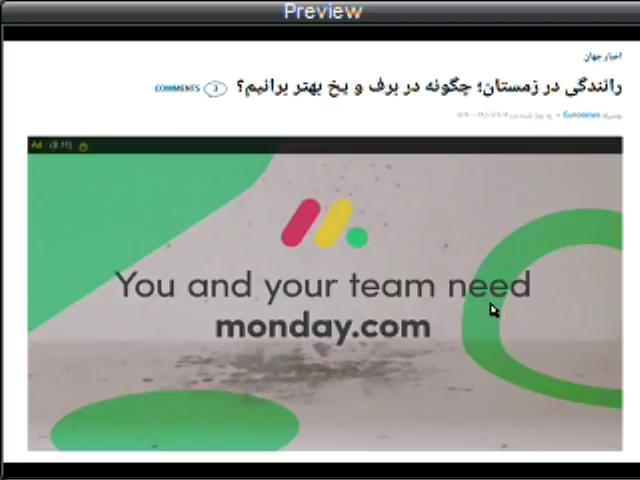 Preview
اخبار جهان
رانندگی در زمستان؛ چگونه در برف و یخ بهتر برانیم؟
3 COMMENTS
Euronews
Ad
You and your team need
monday.com